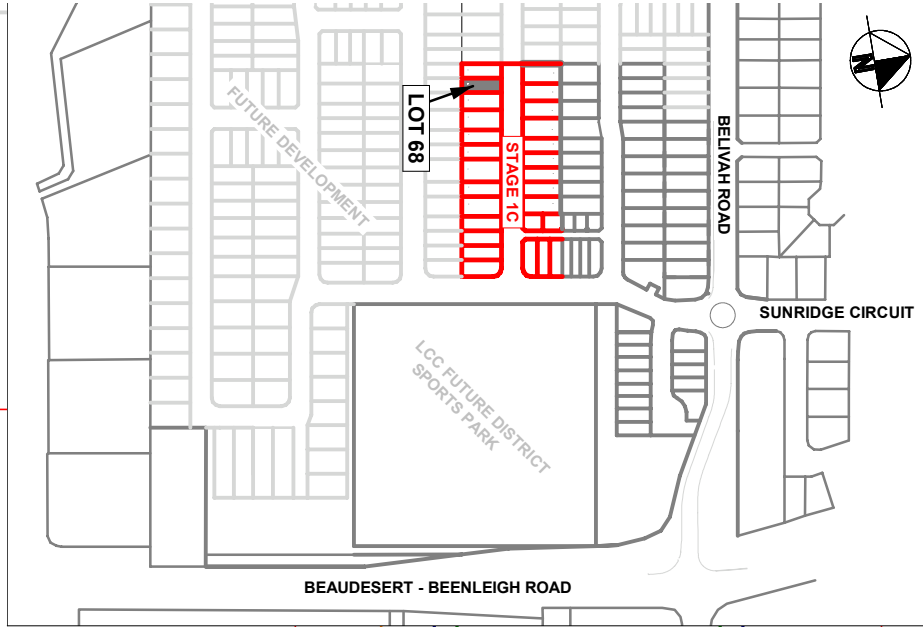 N
LOT 68
STAGE 1C
FUTURE DEVELOPMENT
BELIVAH ROAD
SUNRIDGE CIRCUIT
LCC FUTURE DISTRICT
SPORTS PARK
BEAUDESERT - BEENLEIGH ROAD